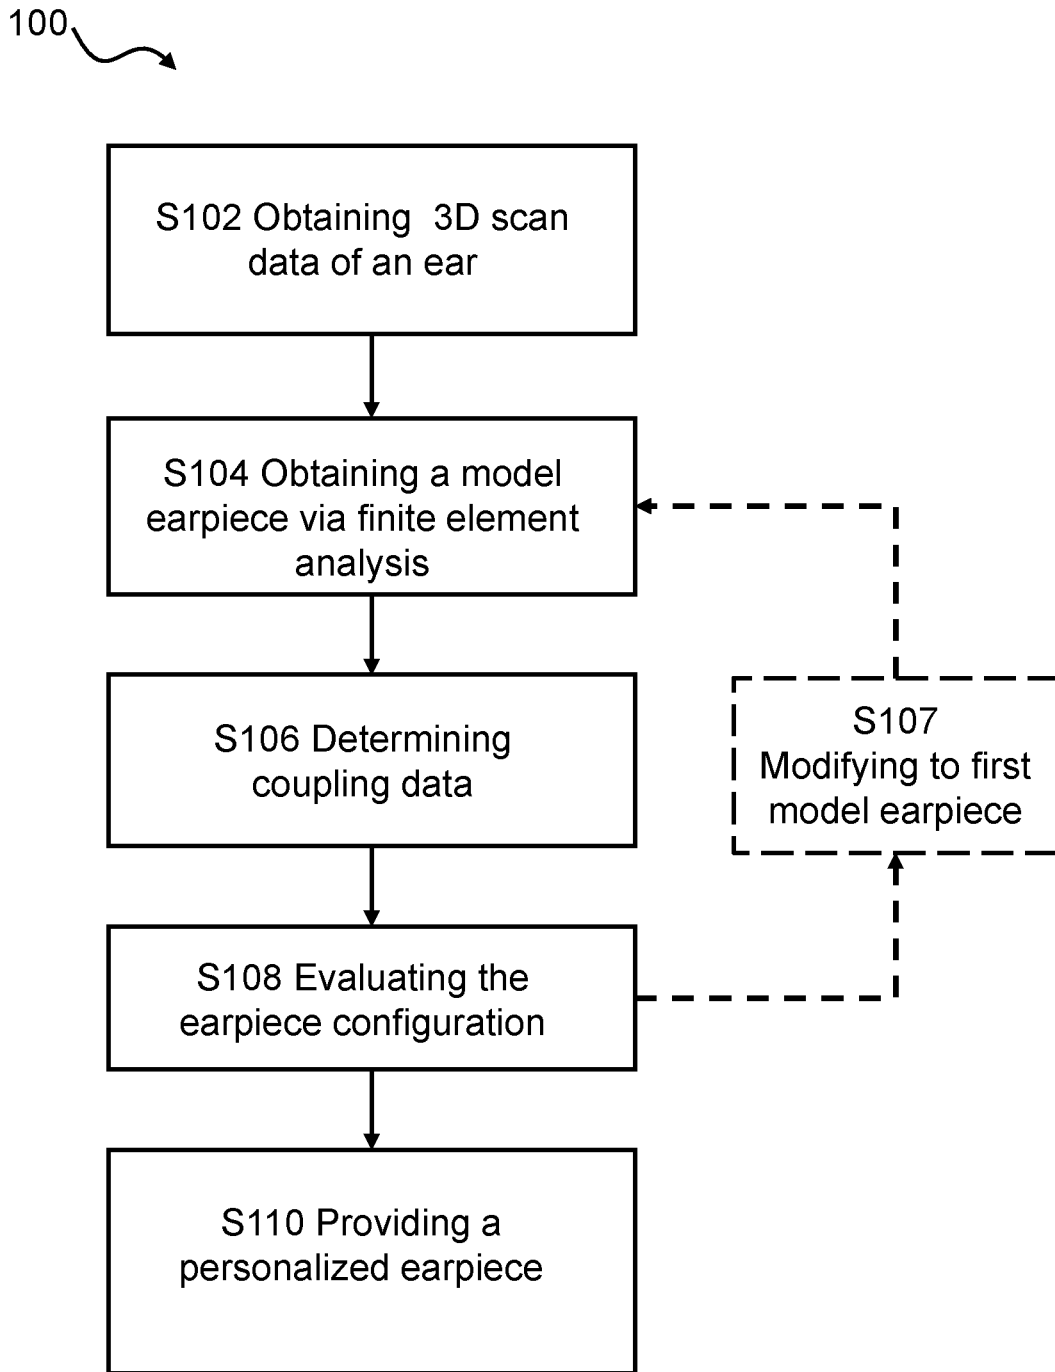 100
S102 Obtaining 3D scan
data of an ear
S104 Obtaining a model
earpiece via finite element
analysis
S106 Determining
coupling data
S107
Modifying to first
model earpiece
S108 Evaluating the
earpiece configuration
S110 Providing a
personalized earpiece